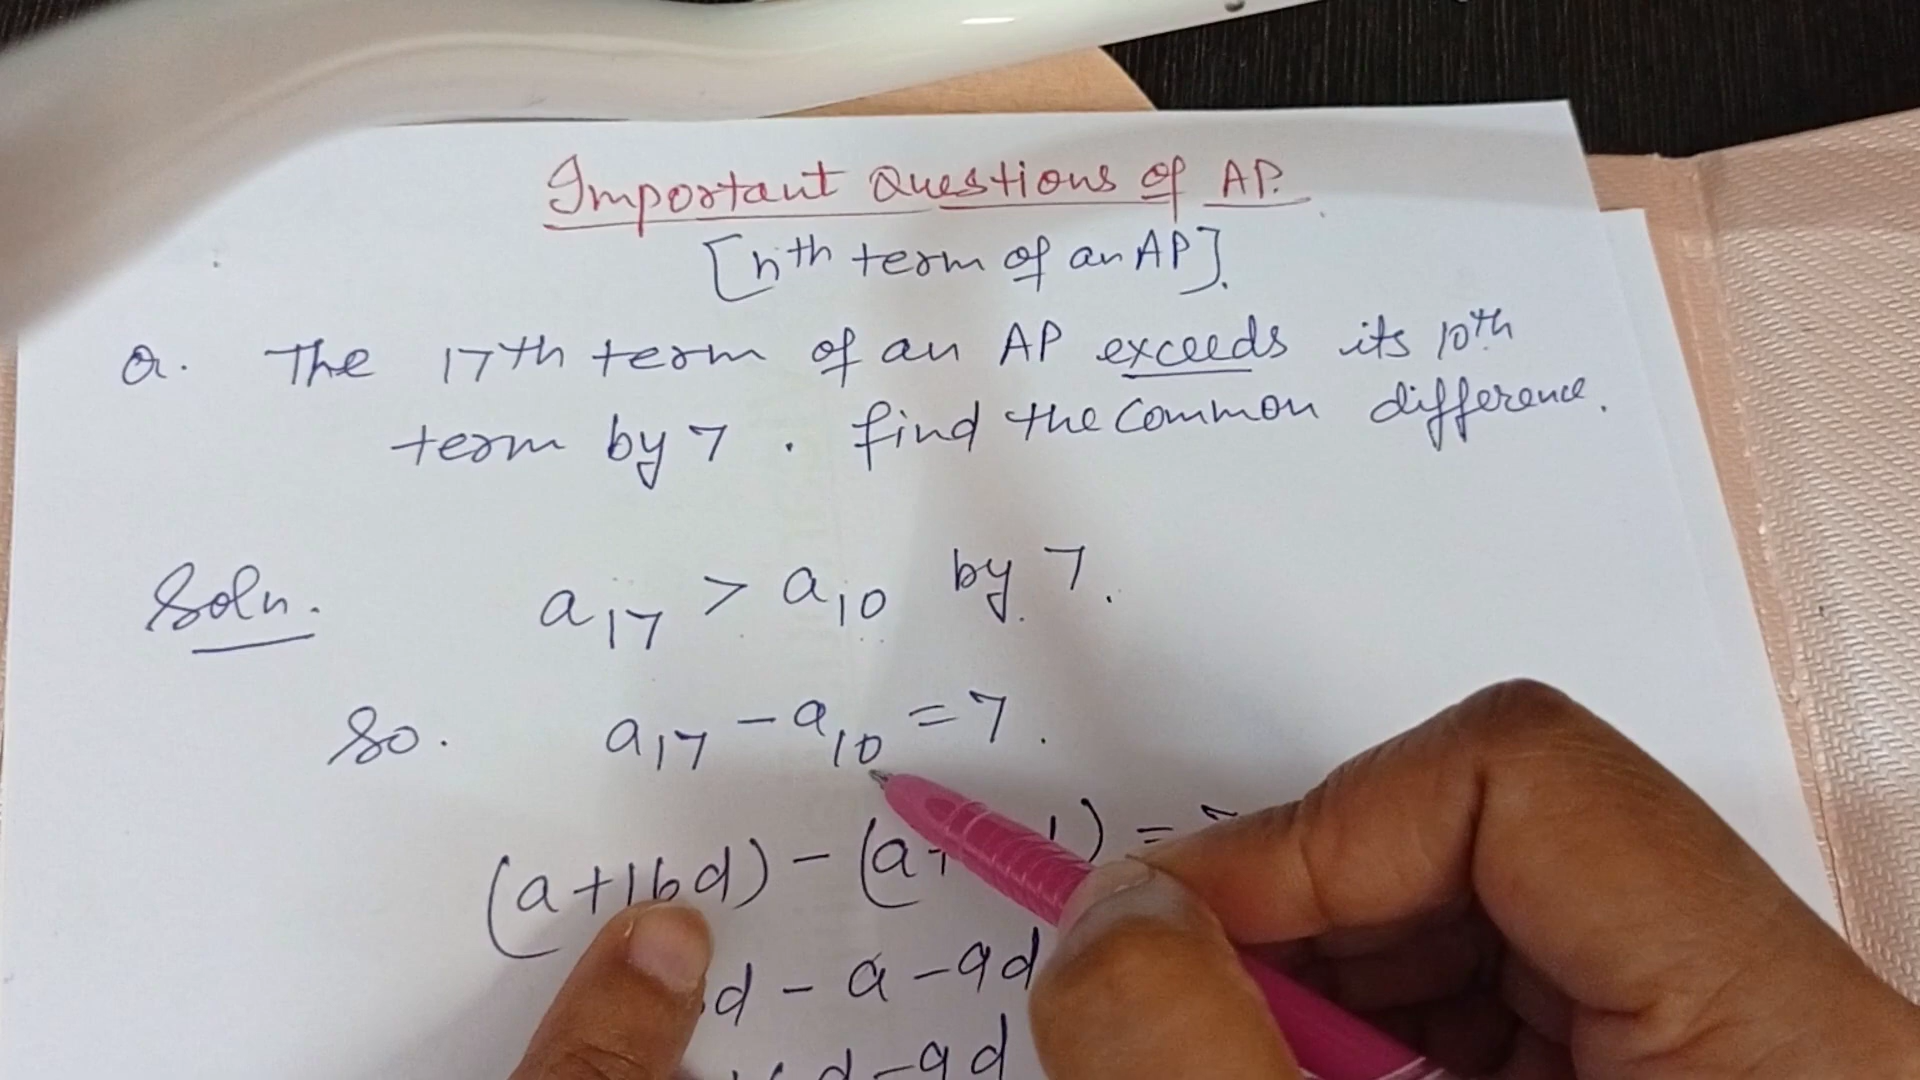 Important Questions of AP.
[nth term of an AP].
Q. The 17th term of an AP exceeds its 10th
term by 7. find the common difference.
Soln. a17 > a10 by 7.
So. a17 - a10 = 7.
(a+16d) - (a+ ) =
d - a - 9d
d - 9d